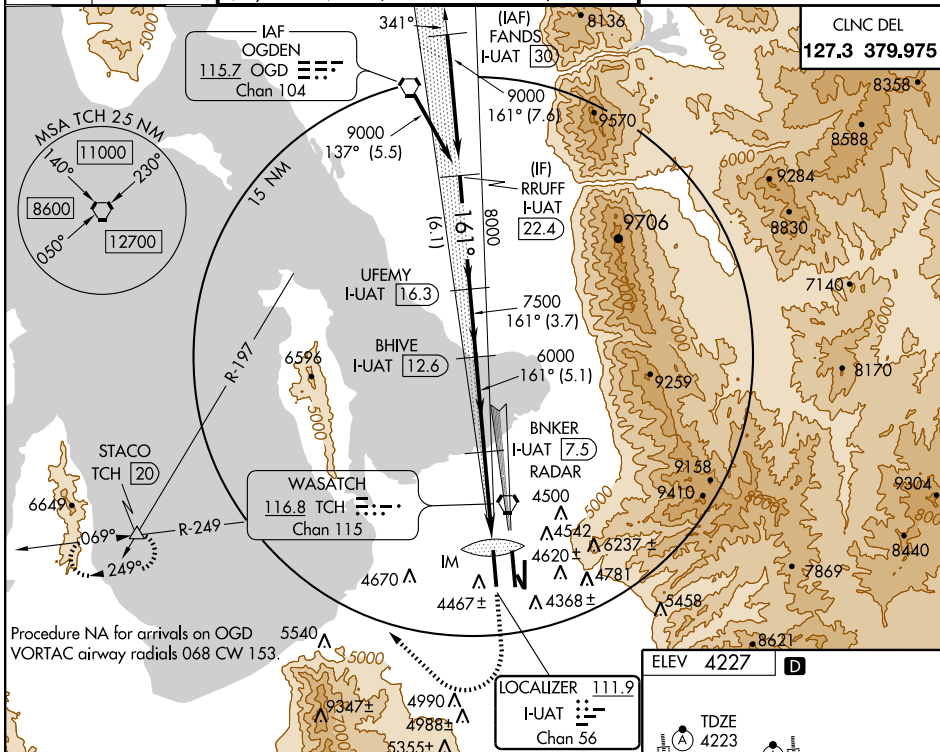 CLNC DEL
127.3 379.975
IAF
OGDEN
115.7 OGD
Chan 104
341°
(IAF)
FANDS
I-UAT 30
8136
5000
8358
9000
161° (7.6)
9570
8588
6000
9284
8830
MSA TCH 25 NM
11000
140°
230°
8600
050°
12700
15 NM
9000
137° (5.5)
(IF)
RRUFF
I-UAT
22.4
161°
(6.1)
8000
9706
7140
6000
UFEMY
I-UAT 16.3
7500
161° (3.7)
BHIVE
I-UAT 12.6
6000
161° (5.1)
8170
R-197
6596
5000
9259
BNKER
I-UAT 7.5
RADAR
STACO
TCH 20
WASATCH
116.8 TCH
Chan 115
9158
9410
9304
8440
6649
069°
R-249
249°
4500
4542
6237±
4620±
4781
7869
IM
4670
4467±
4368±
5458
8621
Procedure NA for arrivals on OGD
VORTAC airway radials 068 CW 153.
5540
5000
9347±
4990
4988±
5355±
LOCALIZER 111.9
I-UAT
Chan 56
ELEV 4227
D
A
TDZE
4223